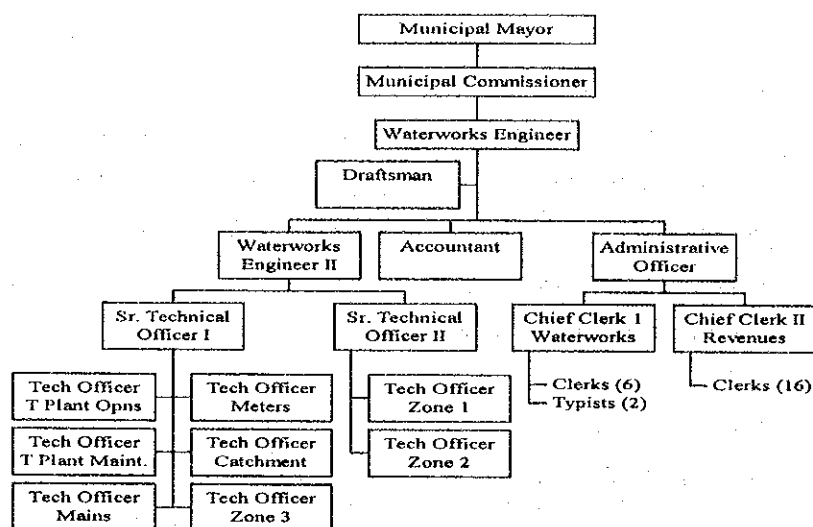 Municipal Mayor
Municipal Commissioner
Waterworks Engineer
Draftsman
Waterworks
Engineer II
Accountant
Administrative
Officer
Sr. Technical
Officer I
Sr. Technical
Officer II
Chief Clerk 1
Waterworks
Chief Clerk II
Revenues
Clerks (6)
Typists (2)
Clerks (16)
Tech Officer
T Plant Opns
Tech Officer
Meters
Tech Officer
Zone 1
Tech Officer
T Plant Maint.
Tech Officer
Catchment
Tech Officer
Zone 2
Tech Officer
Mains
Tech Officer
Zone 3